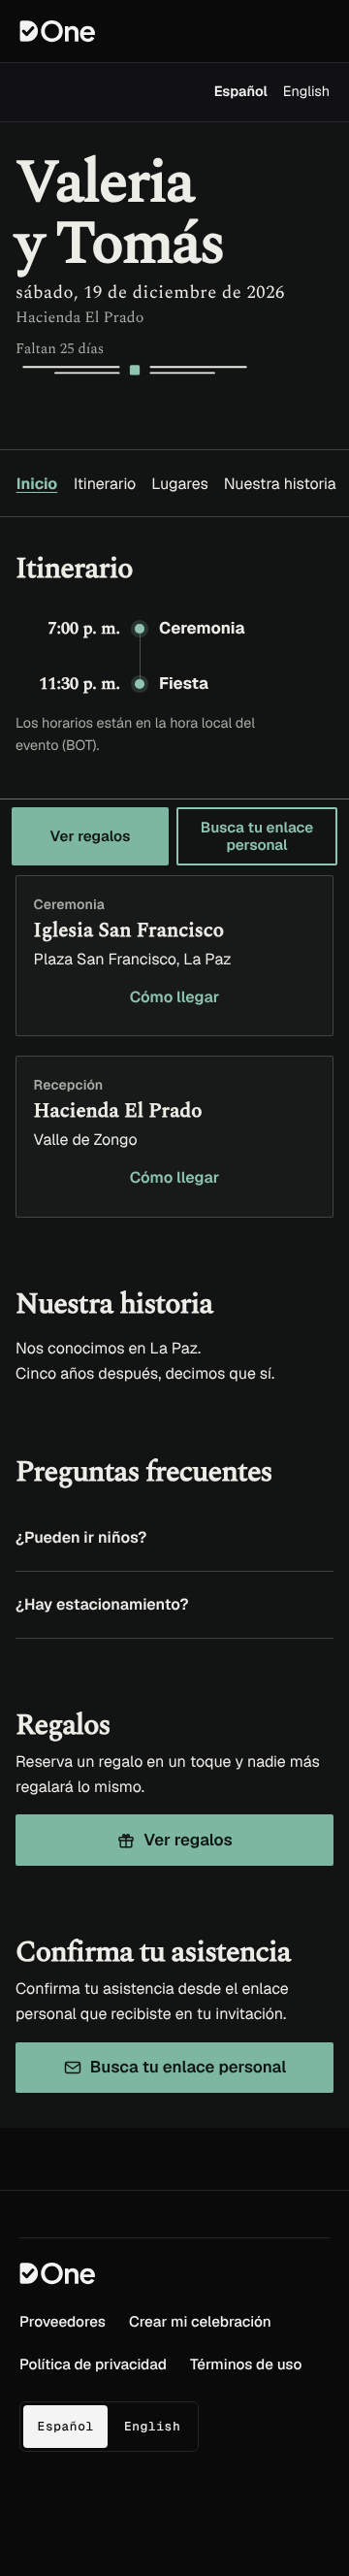 One
Español English
Valeria
y Tomás
sábado, 19 de diciembre de 2026
Hacienda El Prado
Faltan 25 días
Inicio Itinerario Lugares Nuestra historia
Itinerario
7:00 p. m. Ceremonia
11:30 p. m. Fiesta
Los horarios están en la hora local del
evento (BOT).
Ver regalos
Busca tu enlace
personal
Ceremonia
Iglesia San Francisco
Plaza San Francisco, La Paz
Cómo llegar
Recepción
Hacienda El Prado
Valle de Zongo
Cómo llegar
Nuestra historia
Nos conocimos en La Paz.
Cinco años después, decimos que sí.
Preguntas frecuentes
¿Pueden ir niños?
¿Hay estacionamiento?
Regalos
Reserva un regalo en un toque y nadie más
regalará lo mismo.
Ver regalos
Confirma tu asistencia
Confirma tu asistencia desde el enlace
personal que recibiste en tu invitación.
Busca tu enlace personal
One
Proveedores Crear mi celebración
Política de privacidad Términos de uso
Español English